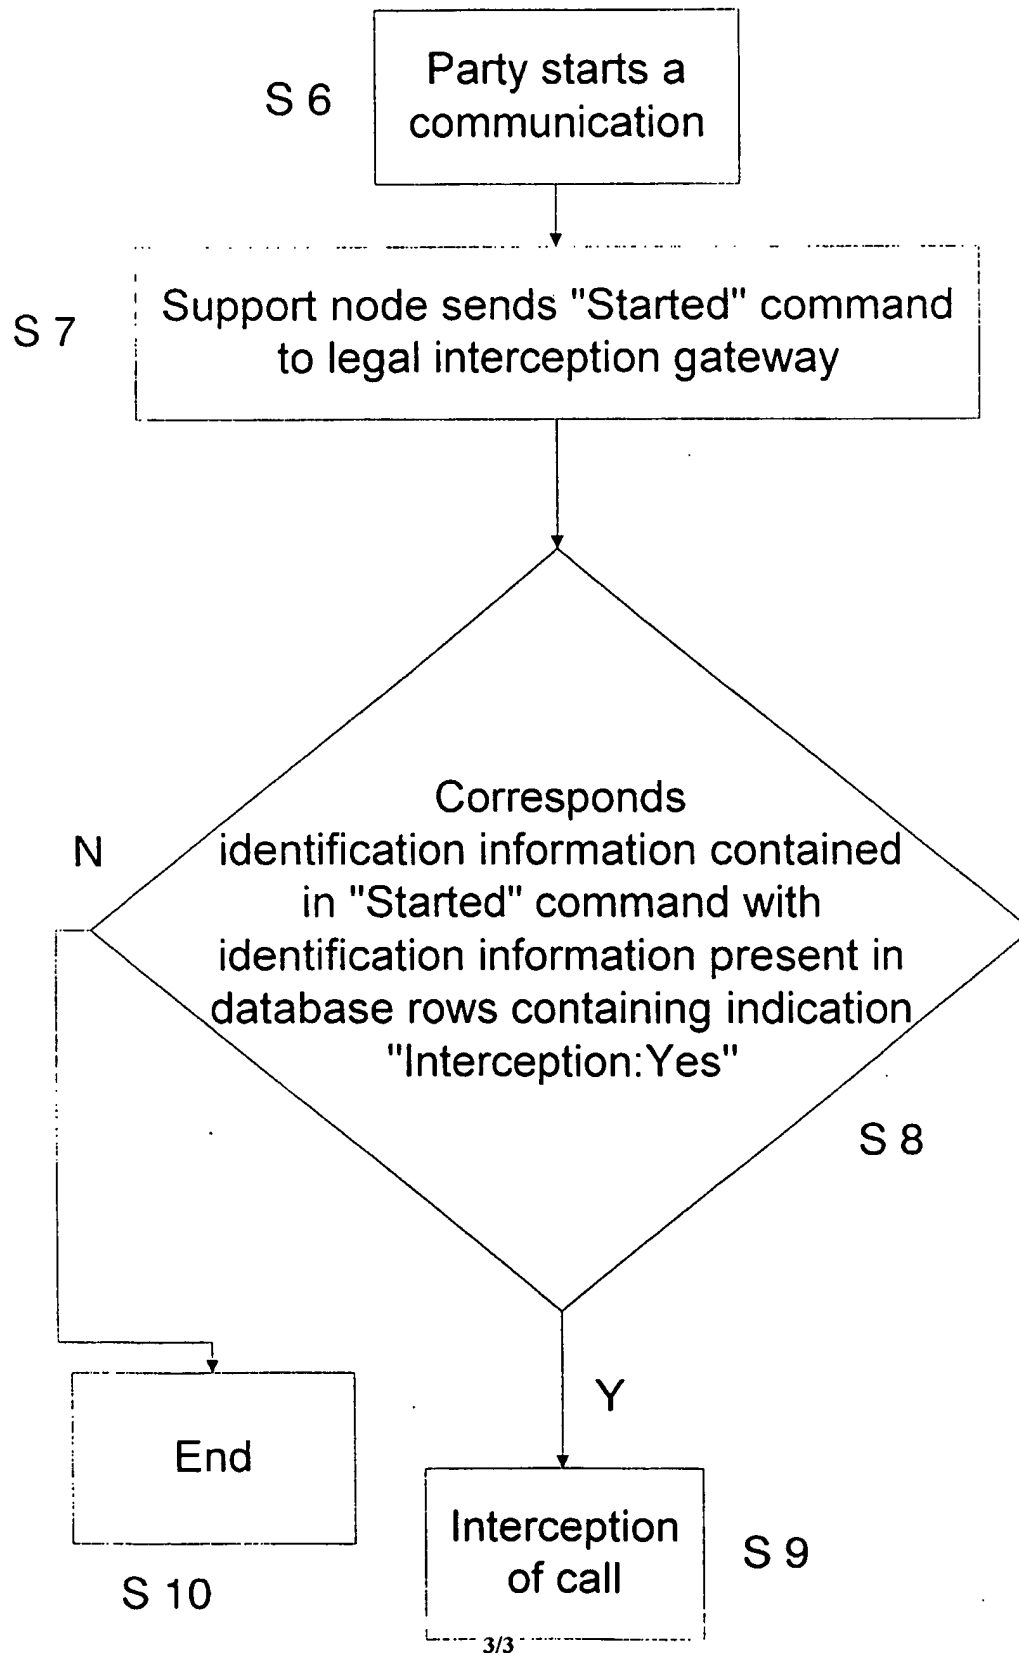 Party starts a
communication
S 6
Support node sends "Started" command
to legal interception gateway
S 7
Corresponds
identification information contained
in "Started" command with
identification information present in
database rows containing indication
"Interception:Yes"
N
S 8
Y
End
S 10
Interception
of call
S 9
3/3